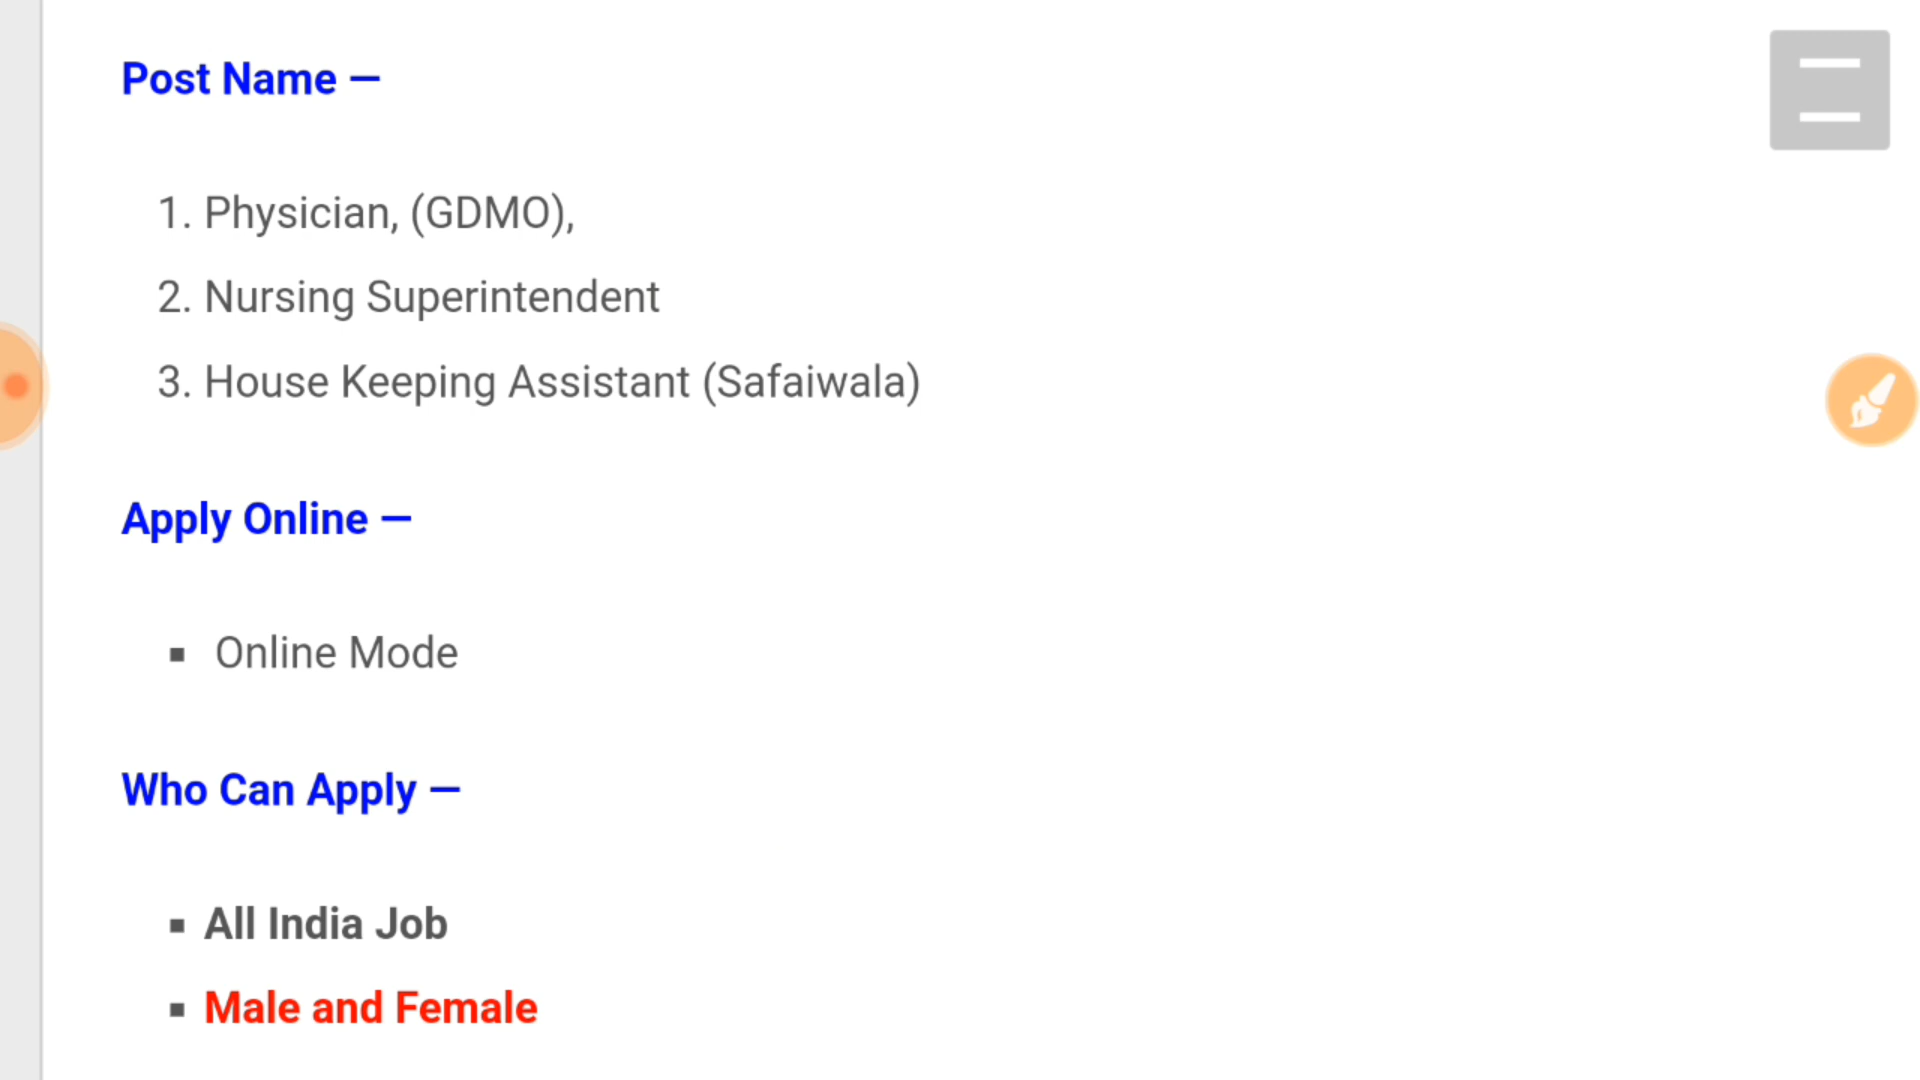 Post Name —
1. Physician, (GDMO),
2. Nursing Superintendent
3. House Keeping Assistant (Safaiwala)
Apply Online —
▪ Online Mode
Who Can Apply —
▪ All India Job
▪ Male and Female